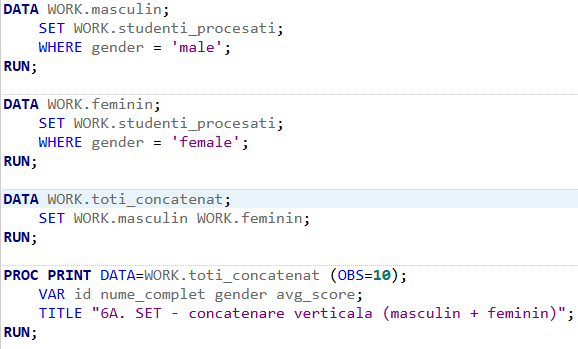 DATA WORK.masculin;
SET WORK.studenti_procesati;
WHERE gender = 'male';
RUN;
DATA WORK.feminin;
SET WORK.studenti_procesati;
WHERE gender = 'female';
RUN;
DATA WORK.toti_concatenat;
SET WORK.masculin WORK.feminin;
RUN;
PROC PRINT DATA=WORK.toti_concatenat (OBS=10);
VAR id nume_complet gender avg_score;
TITLE "6A. SET - concatenare verticala (masculin + feminin)";
RUN;